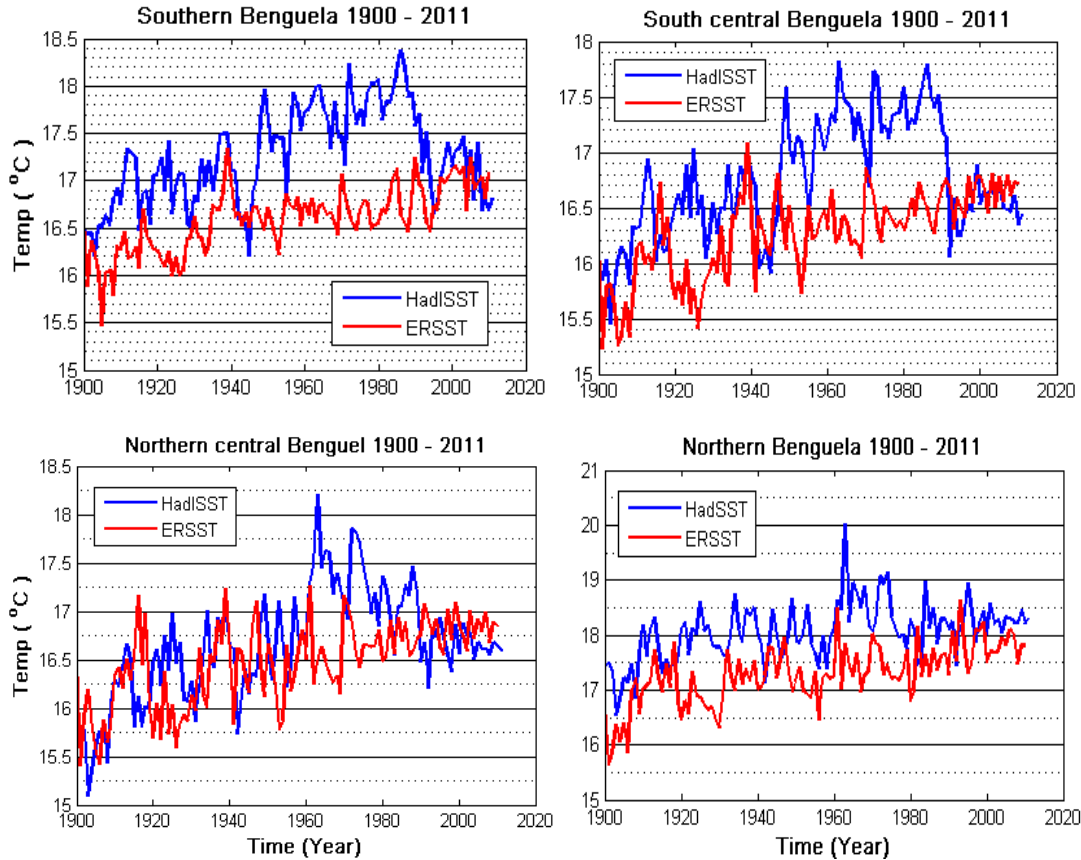 Southern Benguela 1900 - 2011
18.5
18
17.5
17
16.5
16
15.5
15
Temp ( ºC)
HadISST
ERSST
1900 1920 1940 1960 1980 2000 2020
South central Benguela 1900 - 2011
18
17.5
17
16.5
16
15.5
15
HadISST
ERSST
1900 1920 1940 1960 1980 2000 2020
Northern central Benguel 1900 - 2011
18.5
18
17.5
17
16.5
16
15.5
15
Temp ( ºC)
HadISST
ERSST
1900 1920 1940 1960 1980 2000 2020
Time (Year)
Northern Benguela 1900 - 2011
21
20
19
18
17
16
15
HadSST
ERSST
1900 1920 1940 1960 1980 2000 2020
Time (Year)